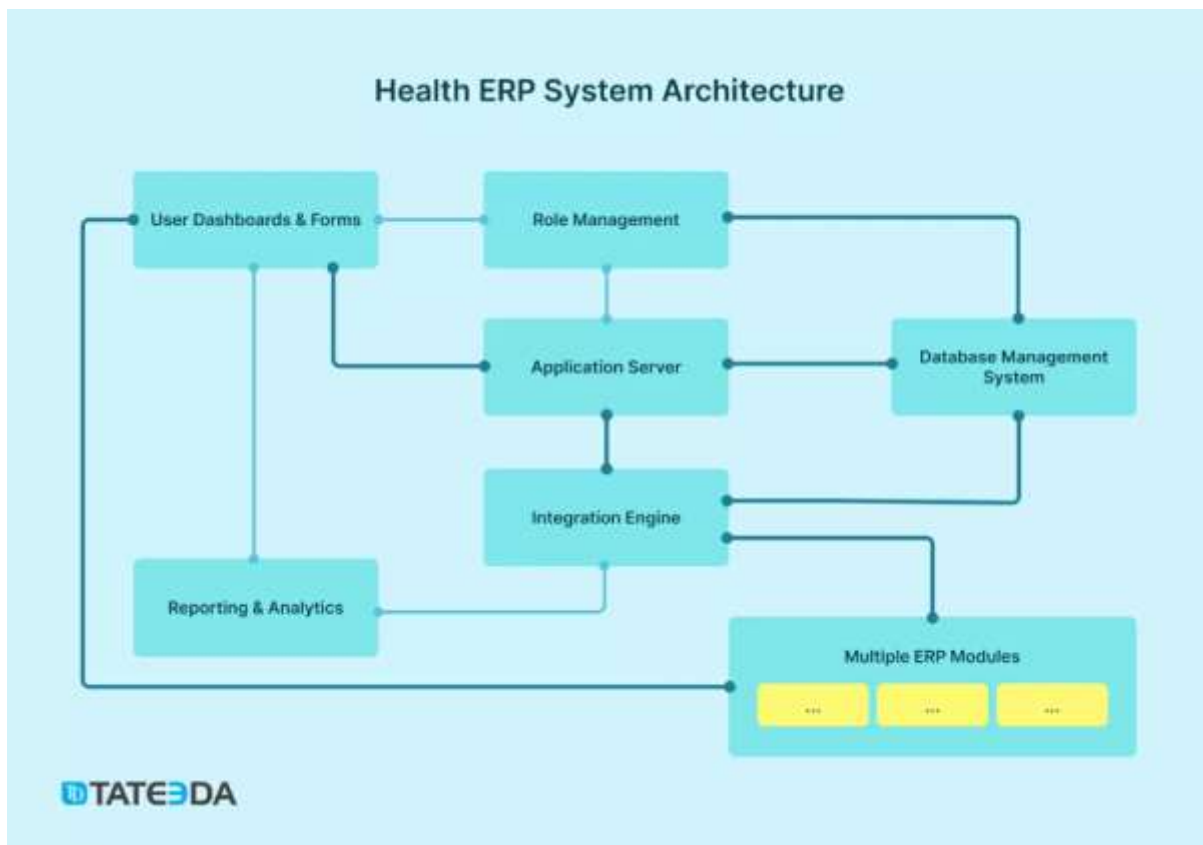 Health ERP System Architecture
User Dashboards & Forms
Role Management
Application Server
Database Management
System
Integration Engine
Reporting & Analytics
Multiple ERP Modules
...
...
...
TATEEDA